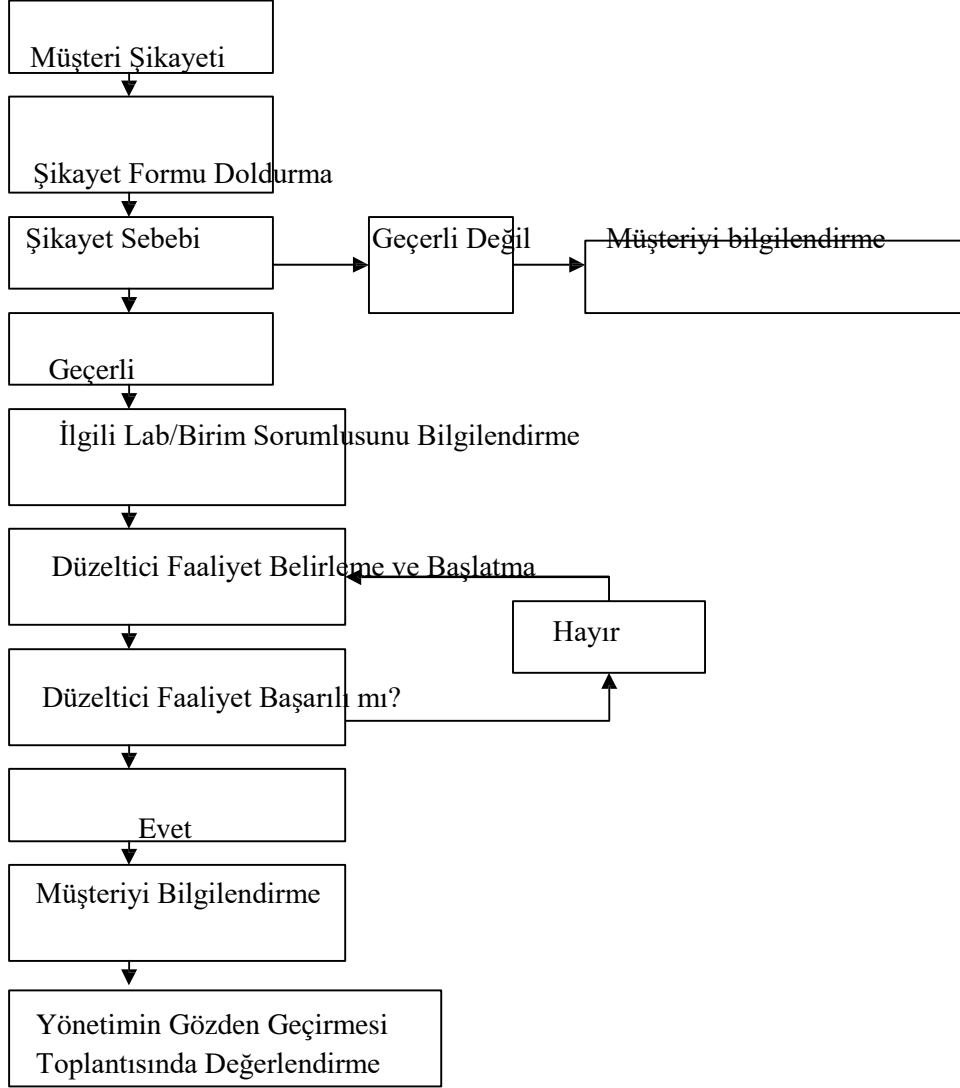 Müşteri Şikayeti
Şikayet Formu Doldurma
Şikayet Sebebi
Geçerli Değil
Müşteriyi bilgilendirme
Geçerli
İlgili Lab/Birim Sorumlusunu Bilgilendirme
Düzeltici Faaliyet Belirleme ve Başlatma
Hayır
Düzeltici Faaliyet Başarılı mı?
Evet
Müşteriyi Bilgilendirme
Yönetimin Gözden Geçirmesi
Toplantısında Değerlendirme